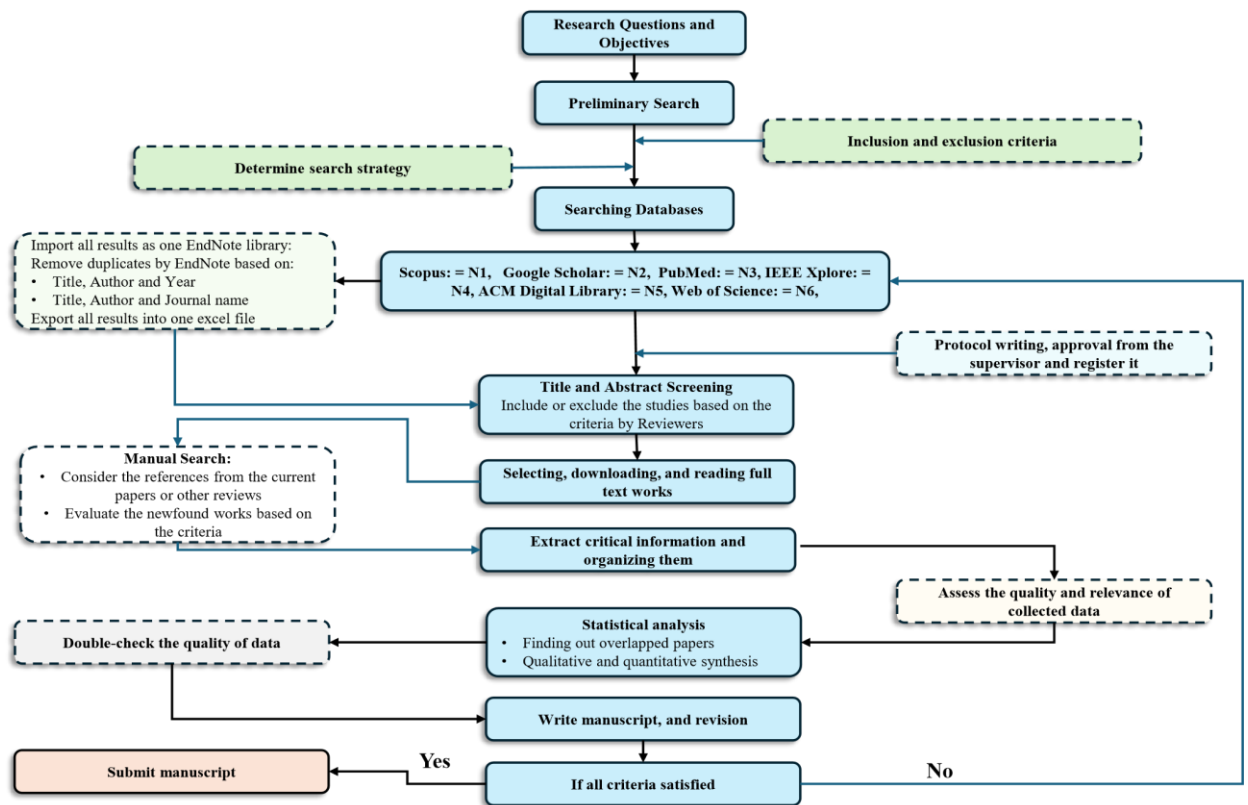 Research Questions and
Objectives
Preliminary Search
Inclusion and exclusion criteria
Determine search strategy
Searching Databases
Import all results as one EndNote library:
Remove duplicates by EndNote based on:
• Title, Author and Year
• Title, Author and Journal name
Export all results into one excel file
Scopus: = N1, Google Scholar: = N2, PubMed: = N3, IEEE Xplore: =
N4, ACM Digital Library: = N5, Web of Science: = N6,
Protocol writing, approval from the
supervisor and register it
Title and Abstract Screening
Include or exclude the studies based on the
criteria by Reviewers
Manual Search:
• Consider the references from the current
papers or other reviews
• Evaluate the newfound works based on
the criteria
Selecting, downloading, and reading full
text works
Extract critical information and
organizing them
Assess the quality and relevance of
collected data
Statistical analysis
• Finding out overlapped papers
• Qualitative and quantitative synthesis
Double-check the quality of data
Write manuscript, and revision
Submit manuscript
Yes
If all criteria satisfied
No